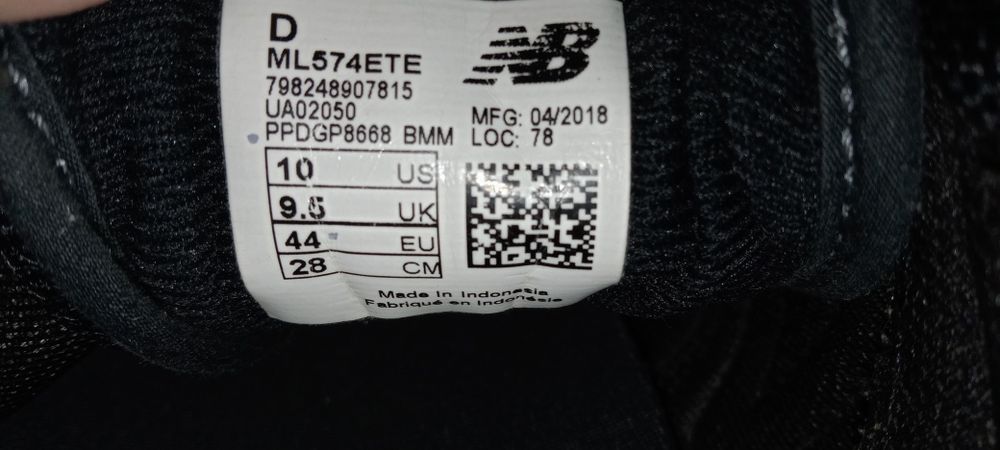 D
ML574ETE
798248907815
UA02050
PPDGP8668 BMM
NB
MFG: 04/2018
LOC: 78
10 US
9.5 UK
44 EU
28 CM
Made in Indonesia
Fabriqué en Indonésie